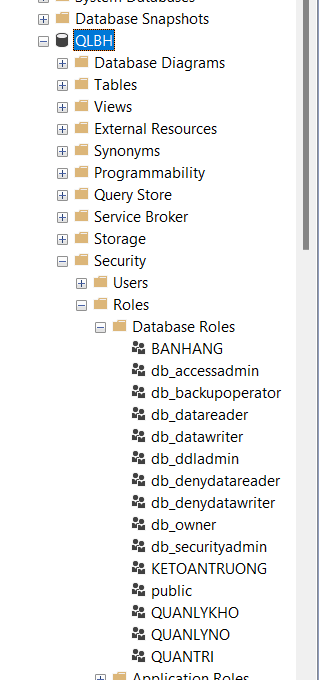 System Databases
Database Snapshots
QLBH
Database Diagrams
Tables
Views
External Resources
Synonyms
Programmability
Query Store
Service Broker
Storage
Security
Users
Roles
Database Roles
BANHANG
db_accessadmin
db_backupoperator
db_datareader
db_datawriter
db_ddladmin
db_denydatareader
db_denydatawriter
db_owner
db_securityadmin
KETOANTRUONG
public
QUANLYKHO
QUANLYNO
QUANTRI
Application Roles